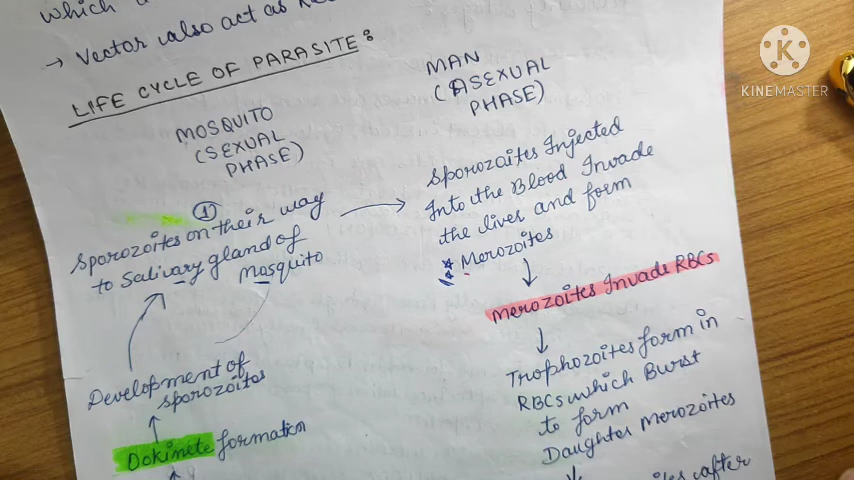 which a
→ Vector also act as
LIFE CYCLE OF PARASITE:
MOSQUITO
(SEXUAL
PHASE)
MAN
(ASEXUAL
PHASE)
1
Sporozoites on their way
to Salivary gland of
Mosquito
Development of
sporozoites
Ookinete formation
Sporozoites Injected
Into the Blood Invade
the liver and form
Merozoites
Merozoites Invade RBCs
Trophozoites form in
RBCs which Burst
to form
Daughter Merozoites
after
KINEMASTER